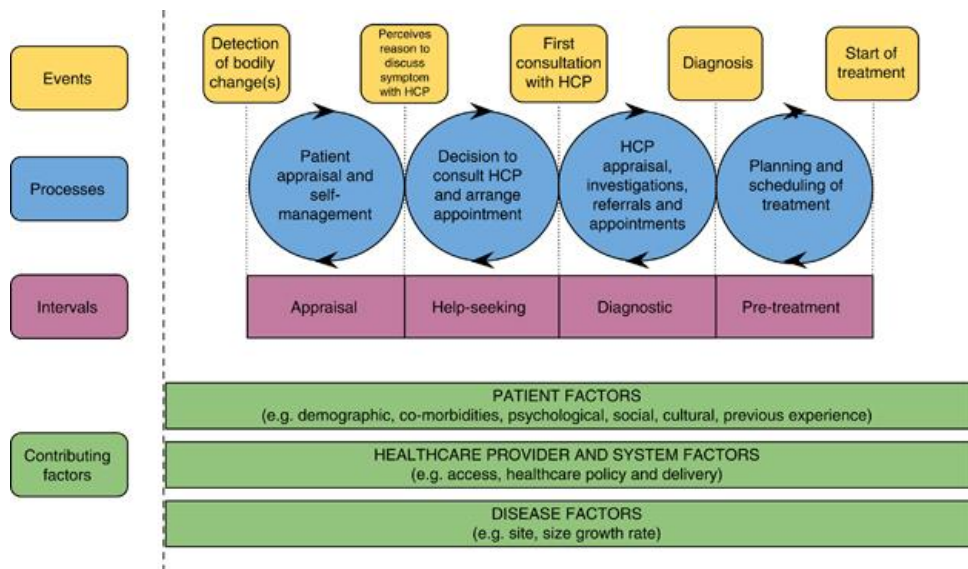 Events
Detection
of bodily
change(s)
Perceives
reason to
discuss
symptom
with HCP
First
consultation
with HCP
Diagnosis
Start of
treatment
Processes
Patient
appraisal and
self-
management
Decision to
consult HCP
and arrange
appointment
HCP
appraisal,
investigations,
referrals and
appointments
Planning and
scheduling of
treatment
Intervals
Appraisal
Help-seeking
Diagnostic
Pre-treatment
Contributing
factors
PATIENT FACTORS
(e.g. demographic, co-morbidities, psychological, social, cultural, previous experience)
HEALTHCARE PROVIDER AND SYSTEM FACTORS
(e.g. access, healthcare policy and delivery)
DISEASE FACTORS
(e.g. site, size growth rate)